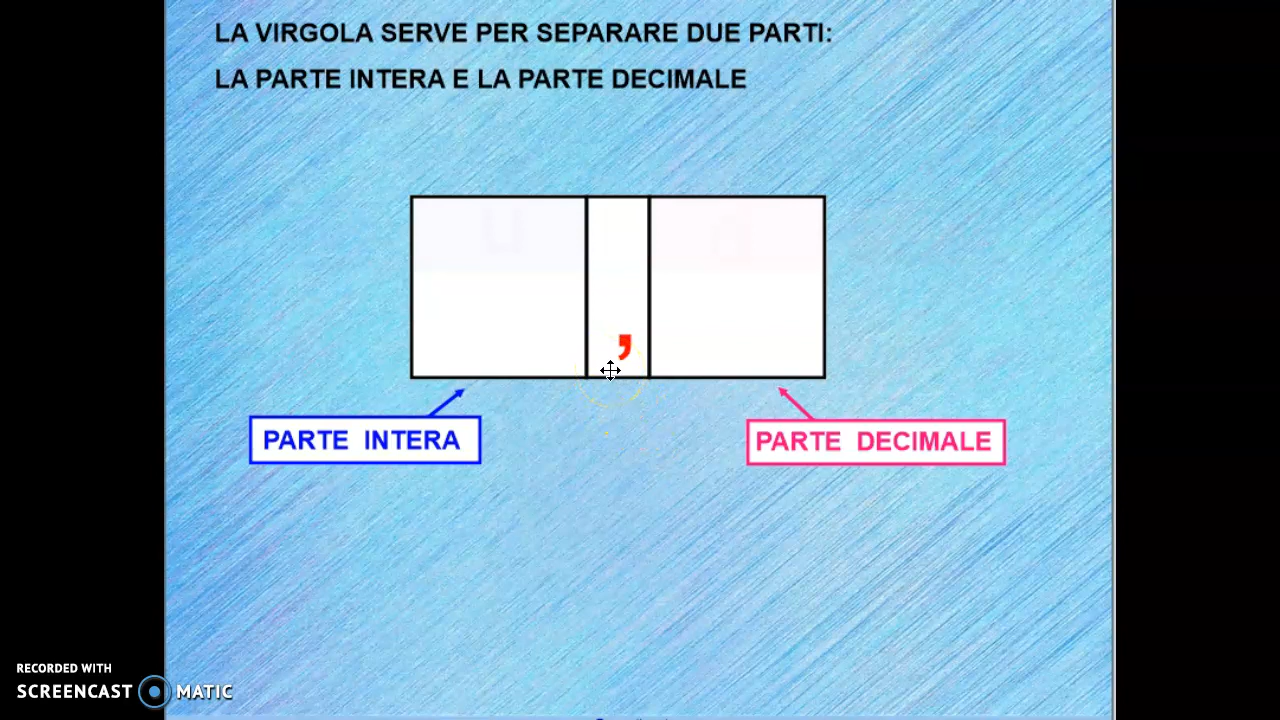 LA VIRGOLA SERVE PER SEPARARE DUE PARTI:
LA PARTE INTERA E LA PARTE DECIMALE
U d
,
PARTE INTERA PARTE DECIMALE
RECORDED WITH
SCREENCAST MATIC